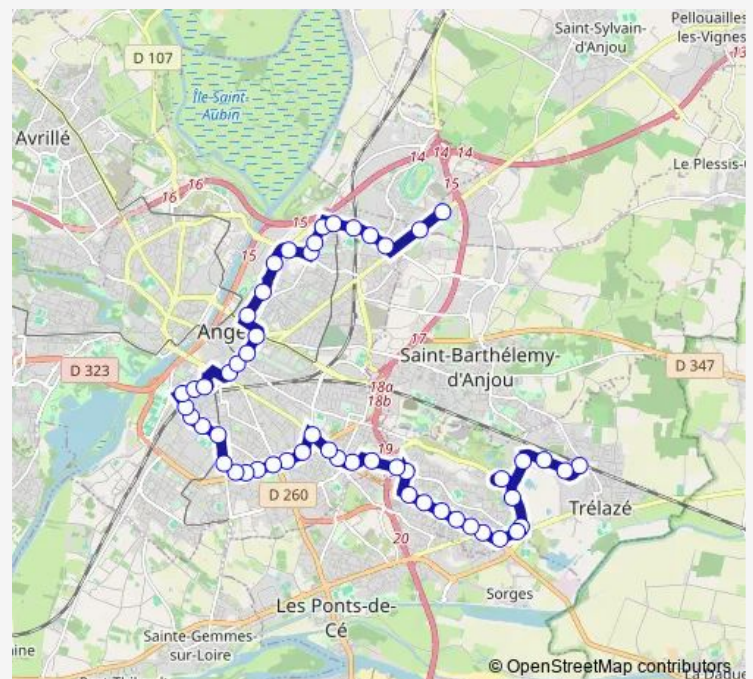 Saint-Sylvain-
d'Anjou
Pellouailles
les-Vignes
D 107
13
Île-Saint-
Aubin
Avrillé
14
14
14
Le Plessis-
16
16
15
15
15
Ange
17
Saint-Barthélemy-
d'Anjou
D 323
D 347
18a
18b
19
D 260
Trélazé
20
Les Ponts-de-
Cé
Sorges
Sainte-Gemmes-
sur-Loire
© OpenStreetMap contributors